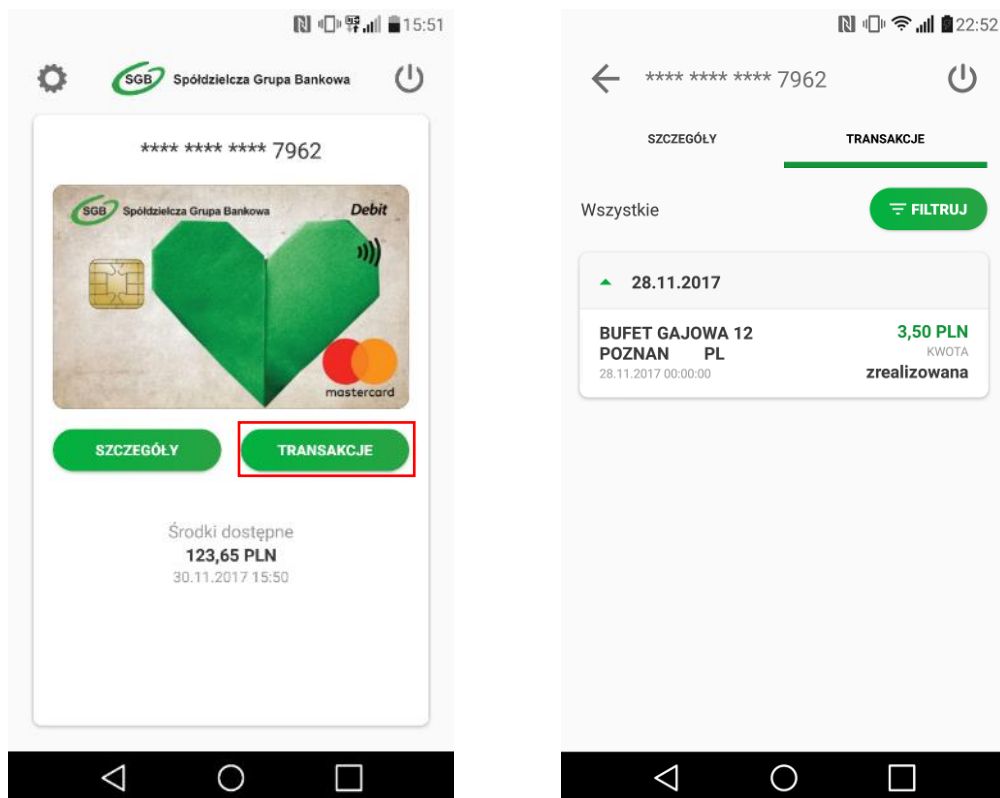 15:51
SGB Spółdzielcza Grupa Bankowa
**** **** **** 7962
SGB Spółdzielcza Grupa Bankowa Debit
mastercard
SZCZEGÓŁY TRANSAKCJE
Środki dostępne
123,65 PLN
30.11.2017 15:50
22:52
**** **** **** 7962
SZCZEGÓŁY TRANSAKCJE
Wszystkie FILTRUJ
28.11.2017
BUFET GAJOWA 12 3,50 PLN
POZNAN PL KWOTA
28.11.2017 00:00:00 zrealizowana